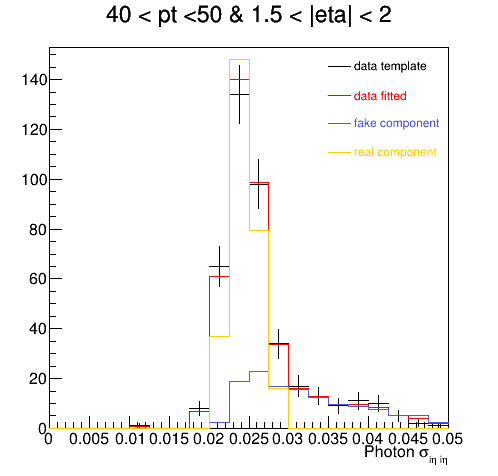 40 < pt <50 & 1.5 < |eta| < 2
data template
data fitted
fake component
real component
140
120
100
80
60
40
20
0
0 0.005 0.01 0.015 0.02 0.025 0.03 0.035 0.04 0.045 0.05
Photon σiη iη